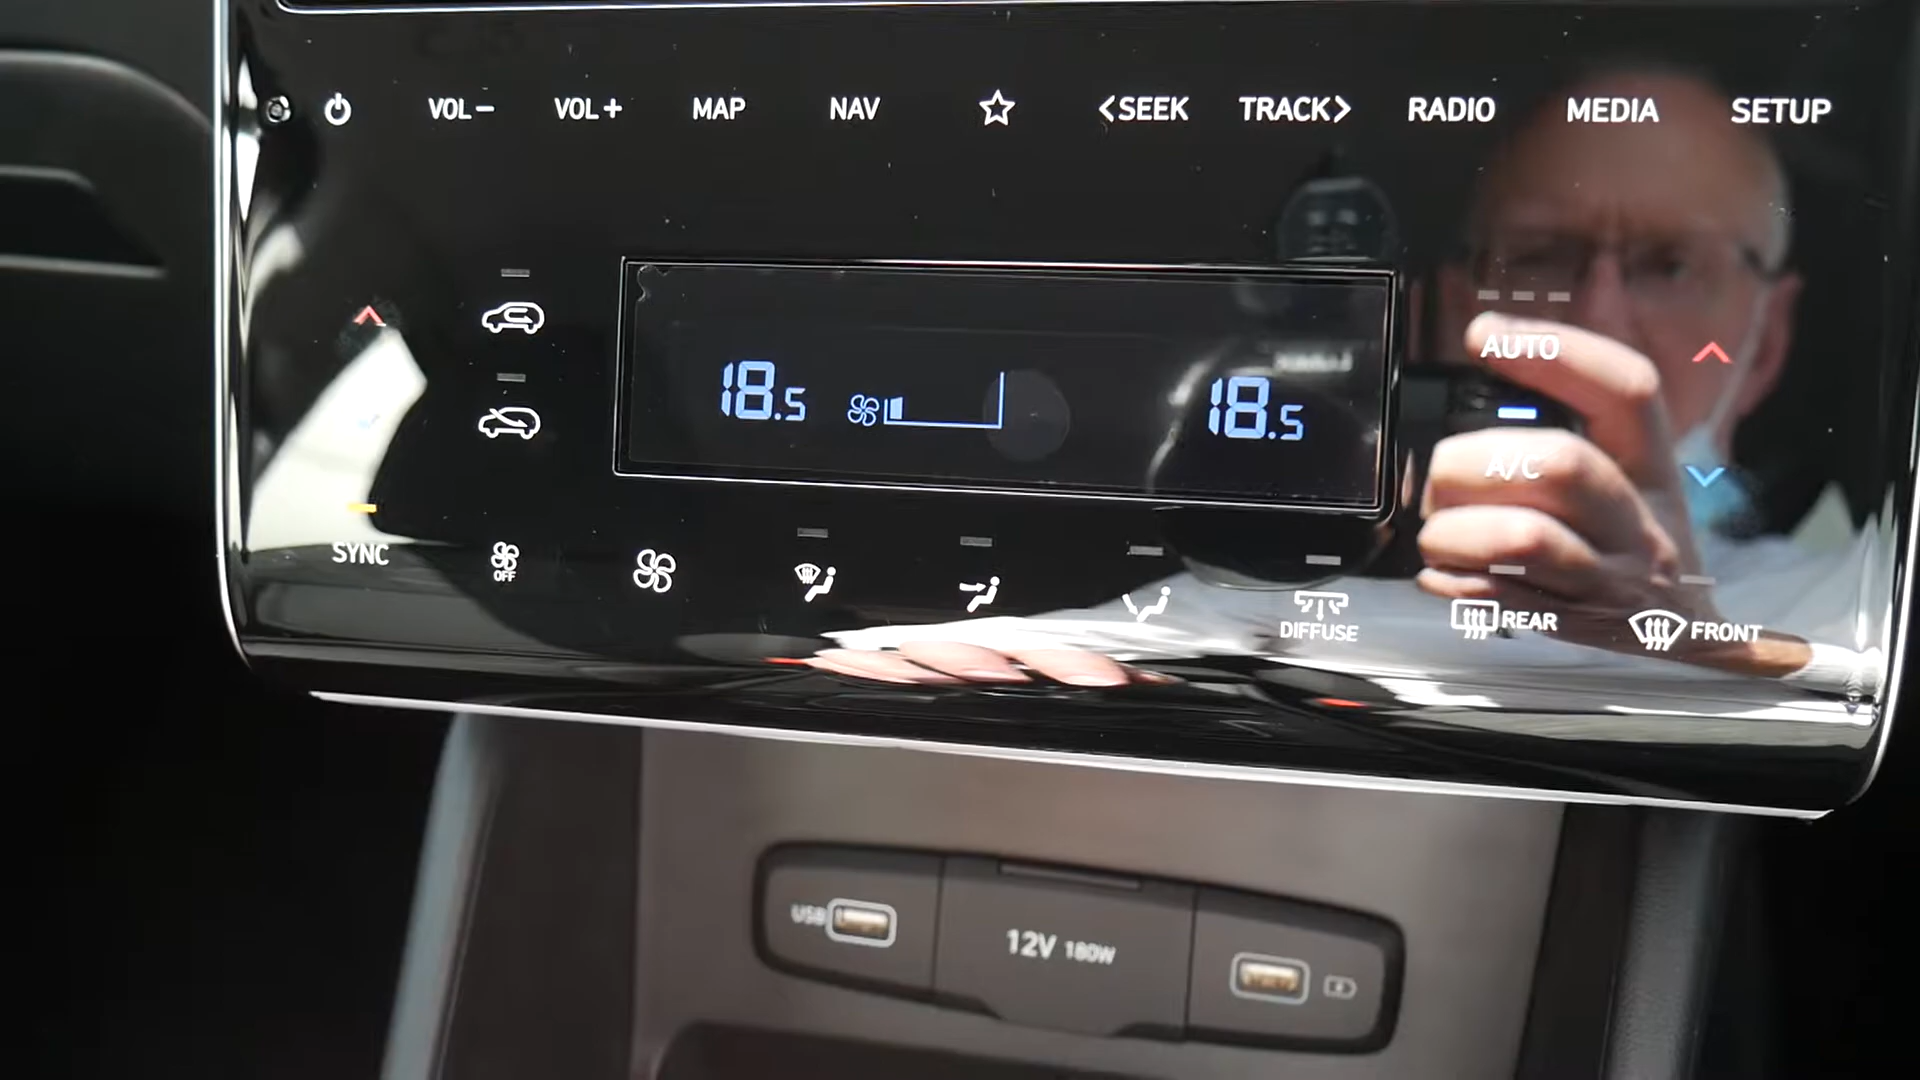 VOL− VOL+ MAP NAV <SEEK TRACK> RADIO MEDIA SETUP
AUTO
18.5 18.5
A/C
SYNC OFF
DIFFUSE REAR FRONT
USB 12V 180W